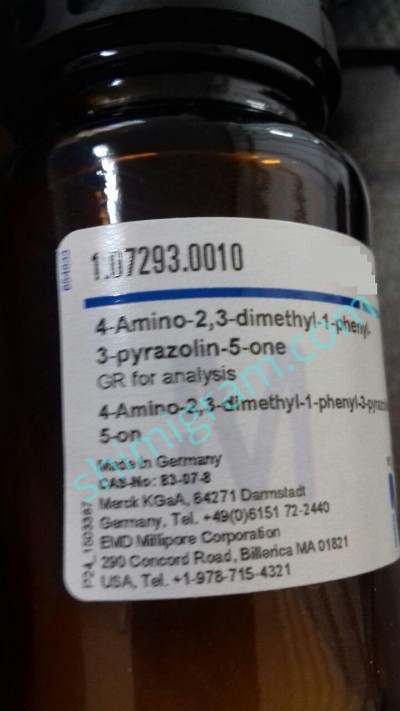 1.07293.0010
4-Amino-2,3-dimethyl-1-phenyl-
3-pyrazolin-5-one
GR for analysis
4-Amino-2,3-dimethyl-1-phenyl-3-pyrazo
5-on
Made in Germany
CAS-No: 83-07-8
Merck KGaA, 64271 Darmstadt
Germany, Tel. +49(0)6151 72-2440
EMD Millipore Corporation
290 Concord Road, Billerica MA 01821
USA, Tel. +1-978-715-4321
shimigram.com